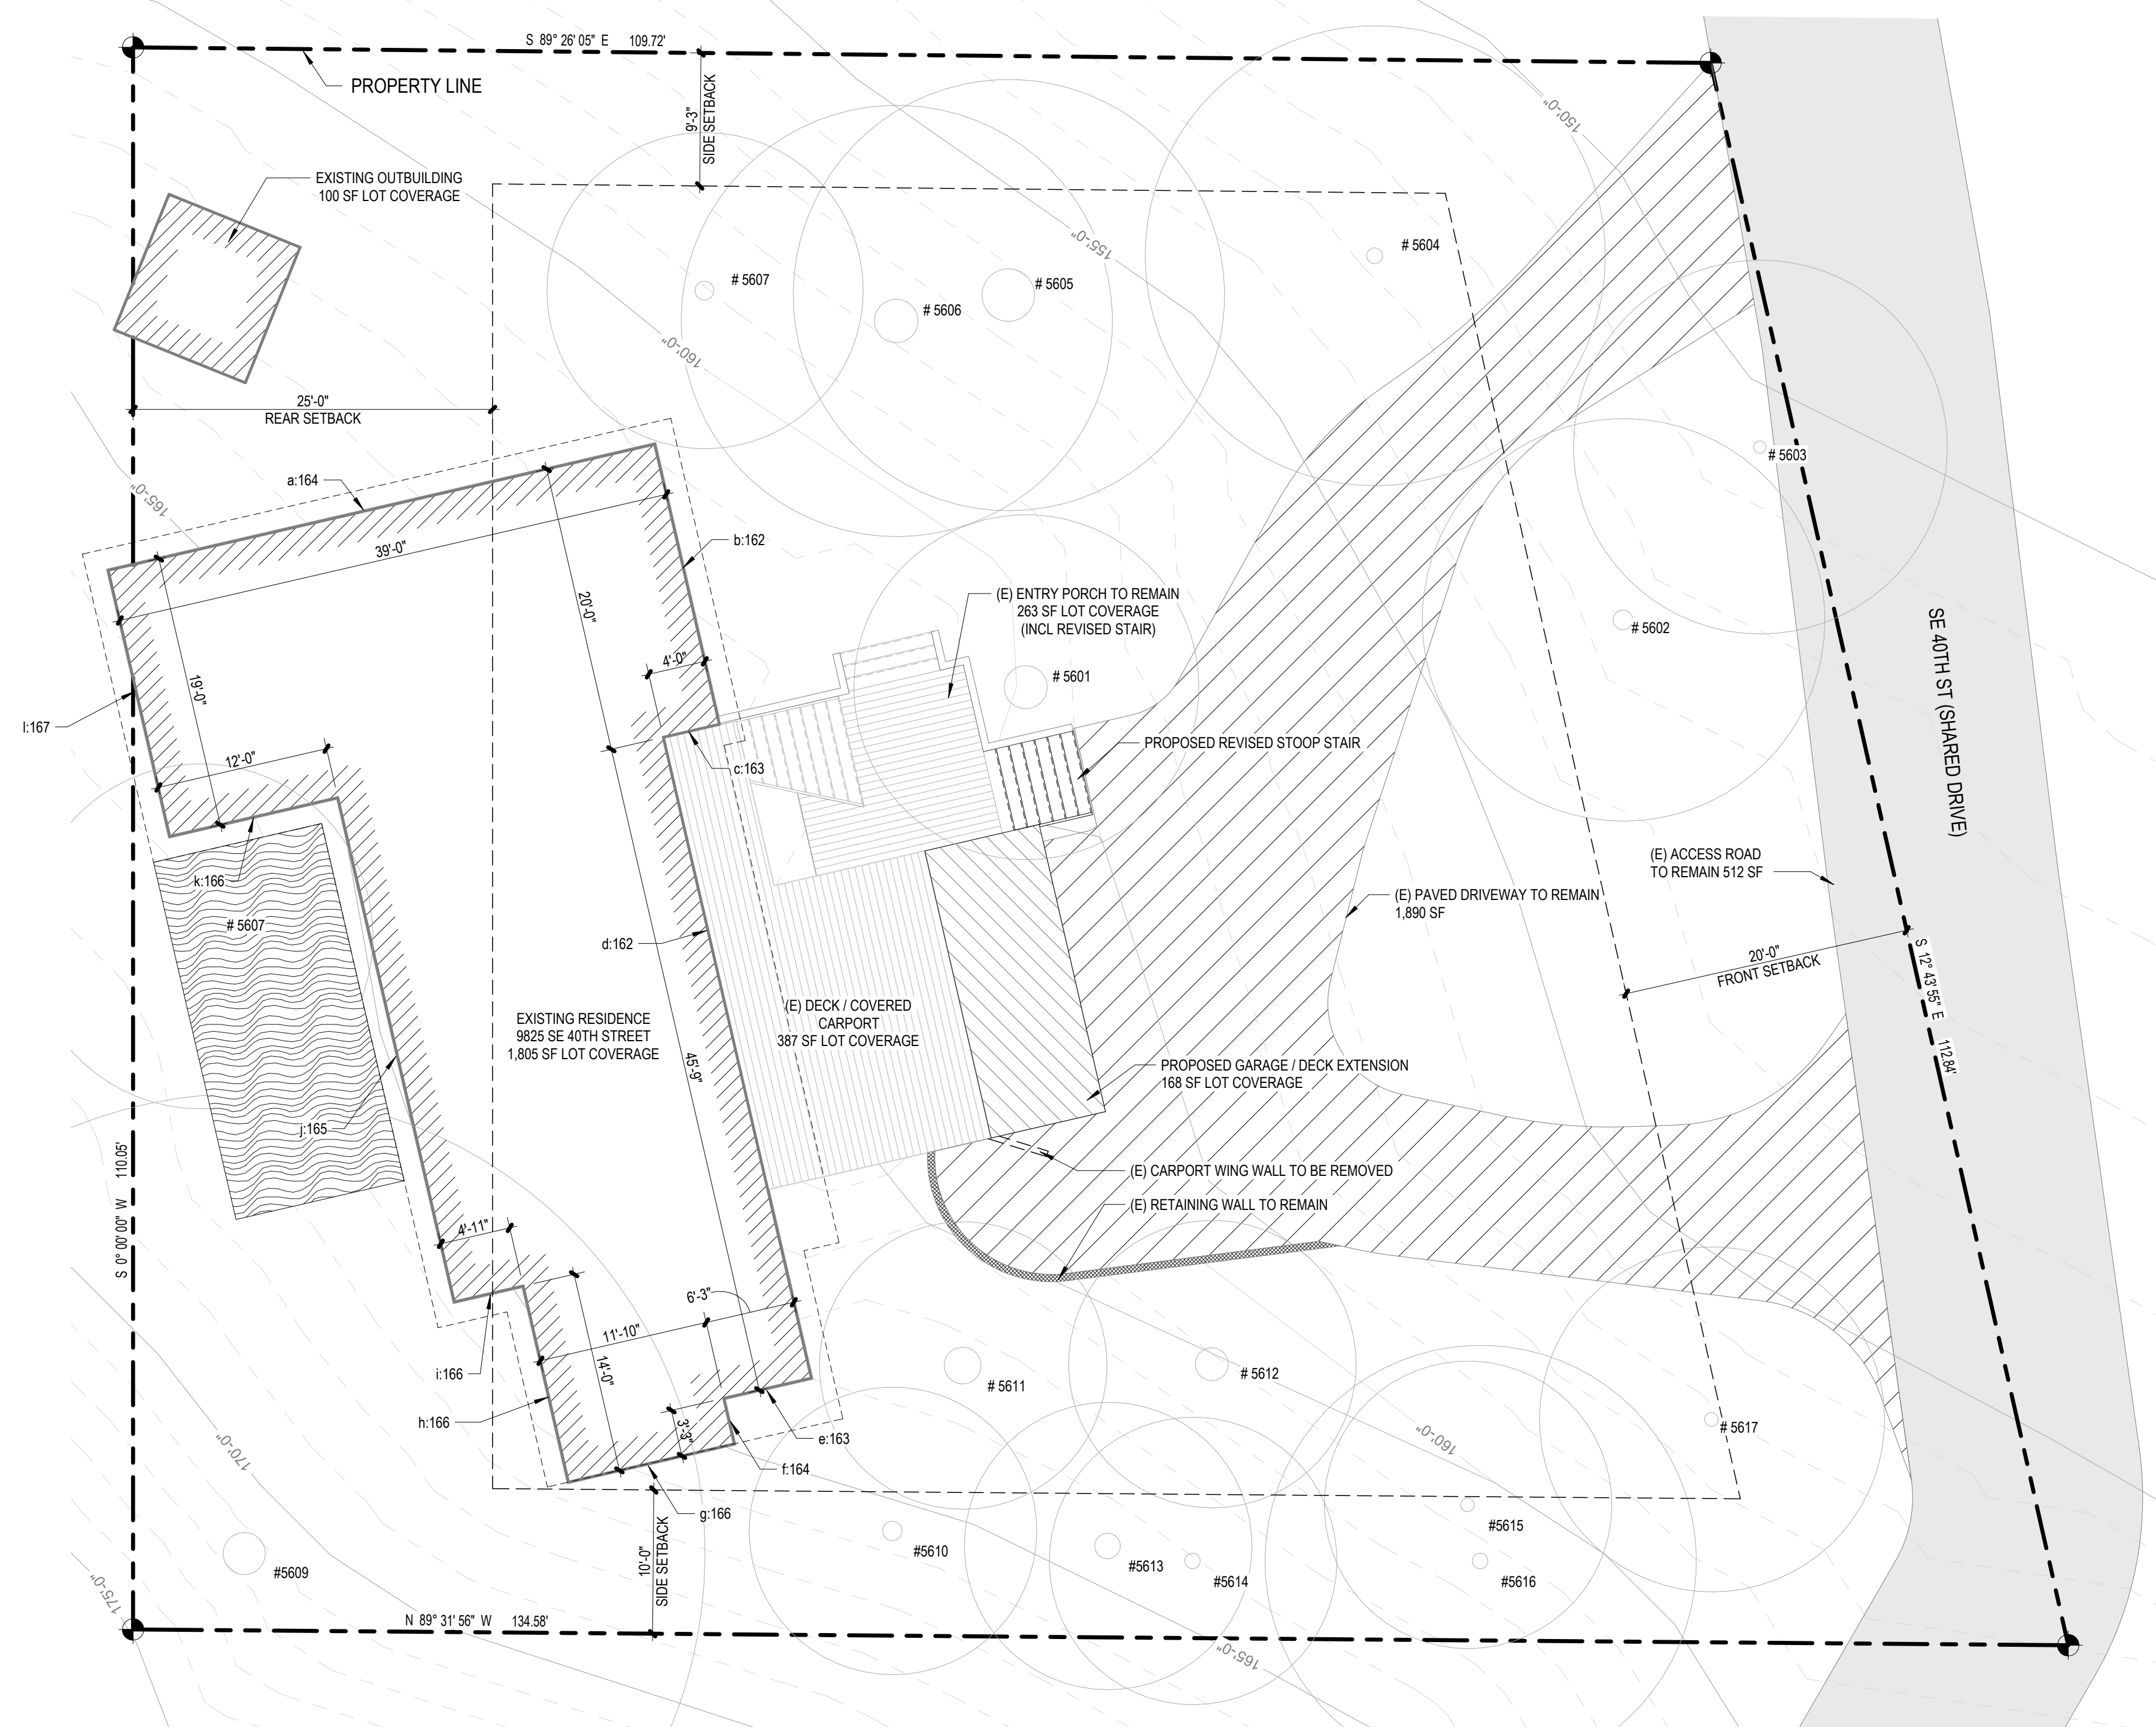 S 89° 26' 05" E 109.72'
PROPERTY LINE
9'-3"
SIDE SETBACK
150'-0"
EXISTING OUTBUILDING
100 SF LOT COVERAGE
155'-0"
# 5604
# 5607
# 5605
# 5606
160'-0"
25'-0"
REAR SETBACK
# 5603
a:164
165'-0"
39'-0"
b:162
20'-0"
(E) ENTRY PORCH TO REMAIN
263 SF LOT COVERAGE
(INCL REVISED STAIR)
# 5602
4'-0"
# 5601
19'-0"
l:167
SE 40TH ST (SHARED DRIVE)
PROPOSED REVISED STOOP STAIR
12'-0"
c:163
(E) ACCESS ROAD
TO REMAIN 512 SF
k:166
(E) PAVED DRIVEWAY TO REMAIN
1,890 SF
# 5607
d:162
20'-0"
FRONT SETBACK
S 12° 43' 55" E 112.84'
(E) DECK / COVERED
CARPORT
387 SF LOT COVERAGE
EXISTING RESIDENCE
9825 SE 40TH STREET
1,805 SF LOT COVERAGE
45'-9"
PROPOSED GARAGE / DECK EXTENSION
168 SF LOT COVERAGE
j:165
S 0° 00' 00" W 110.05'
(E) CARPORT WING WALL TO BE REMOVED
(E) RETAINING WALL TO REMAIN
4'-11"
6'-3"
11'-10"
14'-0"
i:166
# 5611
# 5612
h:166
3'-3"
e:163
# 5617
160'-0"
170'-0"
f:164
g:166
#5615
10'-0"
SIDE SETBACK
#5610
#5613
#5609
#5614
#5616
175'-0"
N 89° 31' 56" W 134.58'
165'-0"